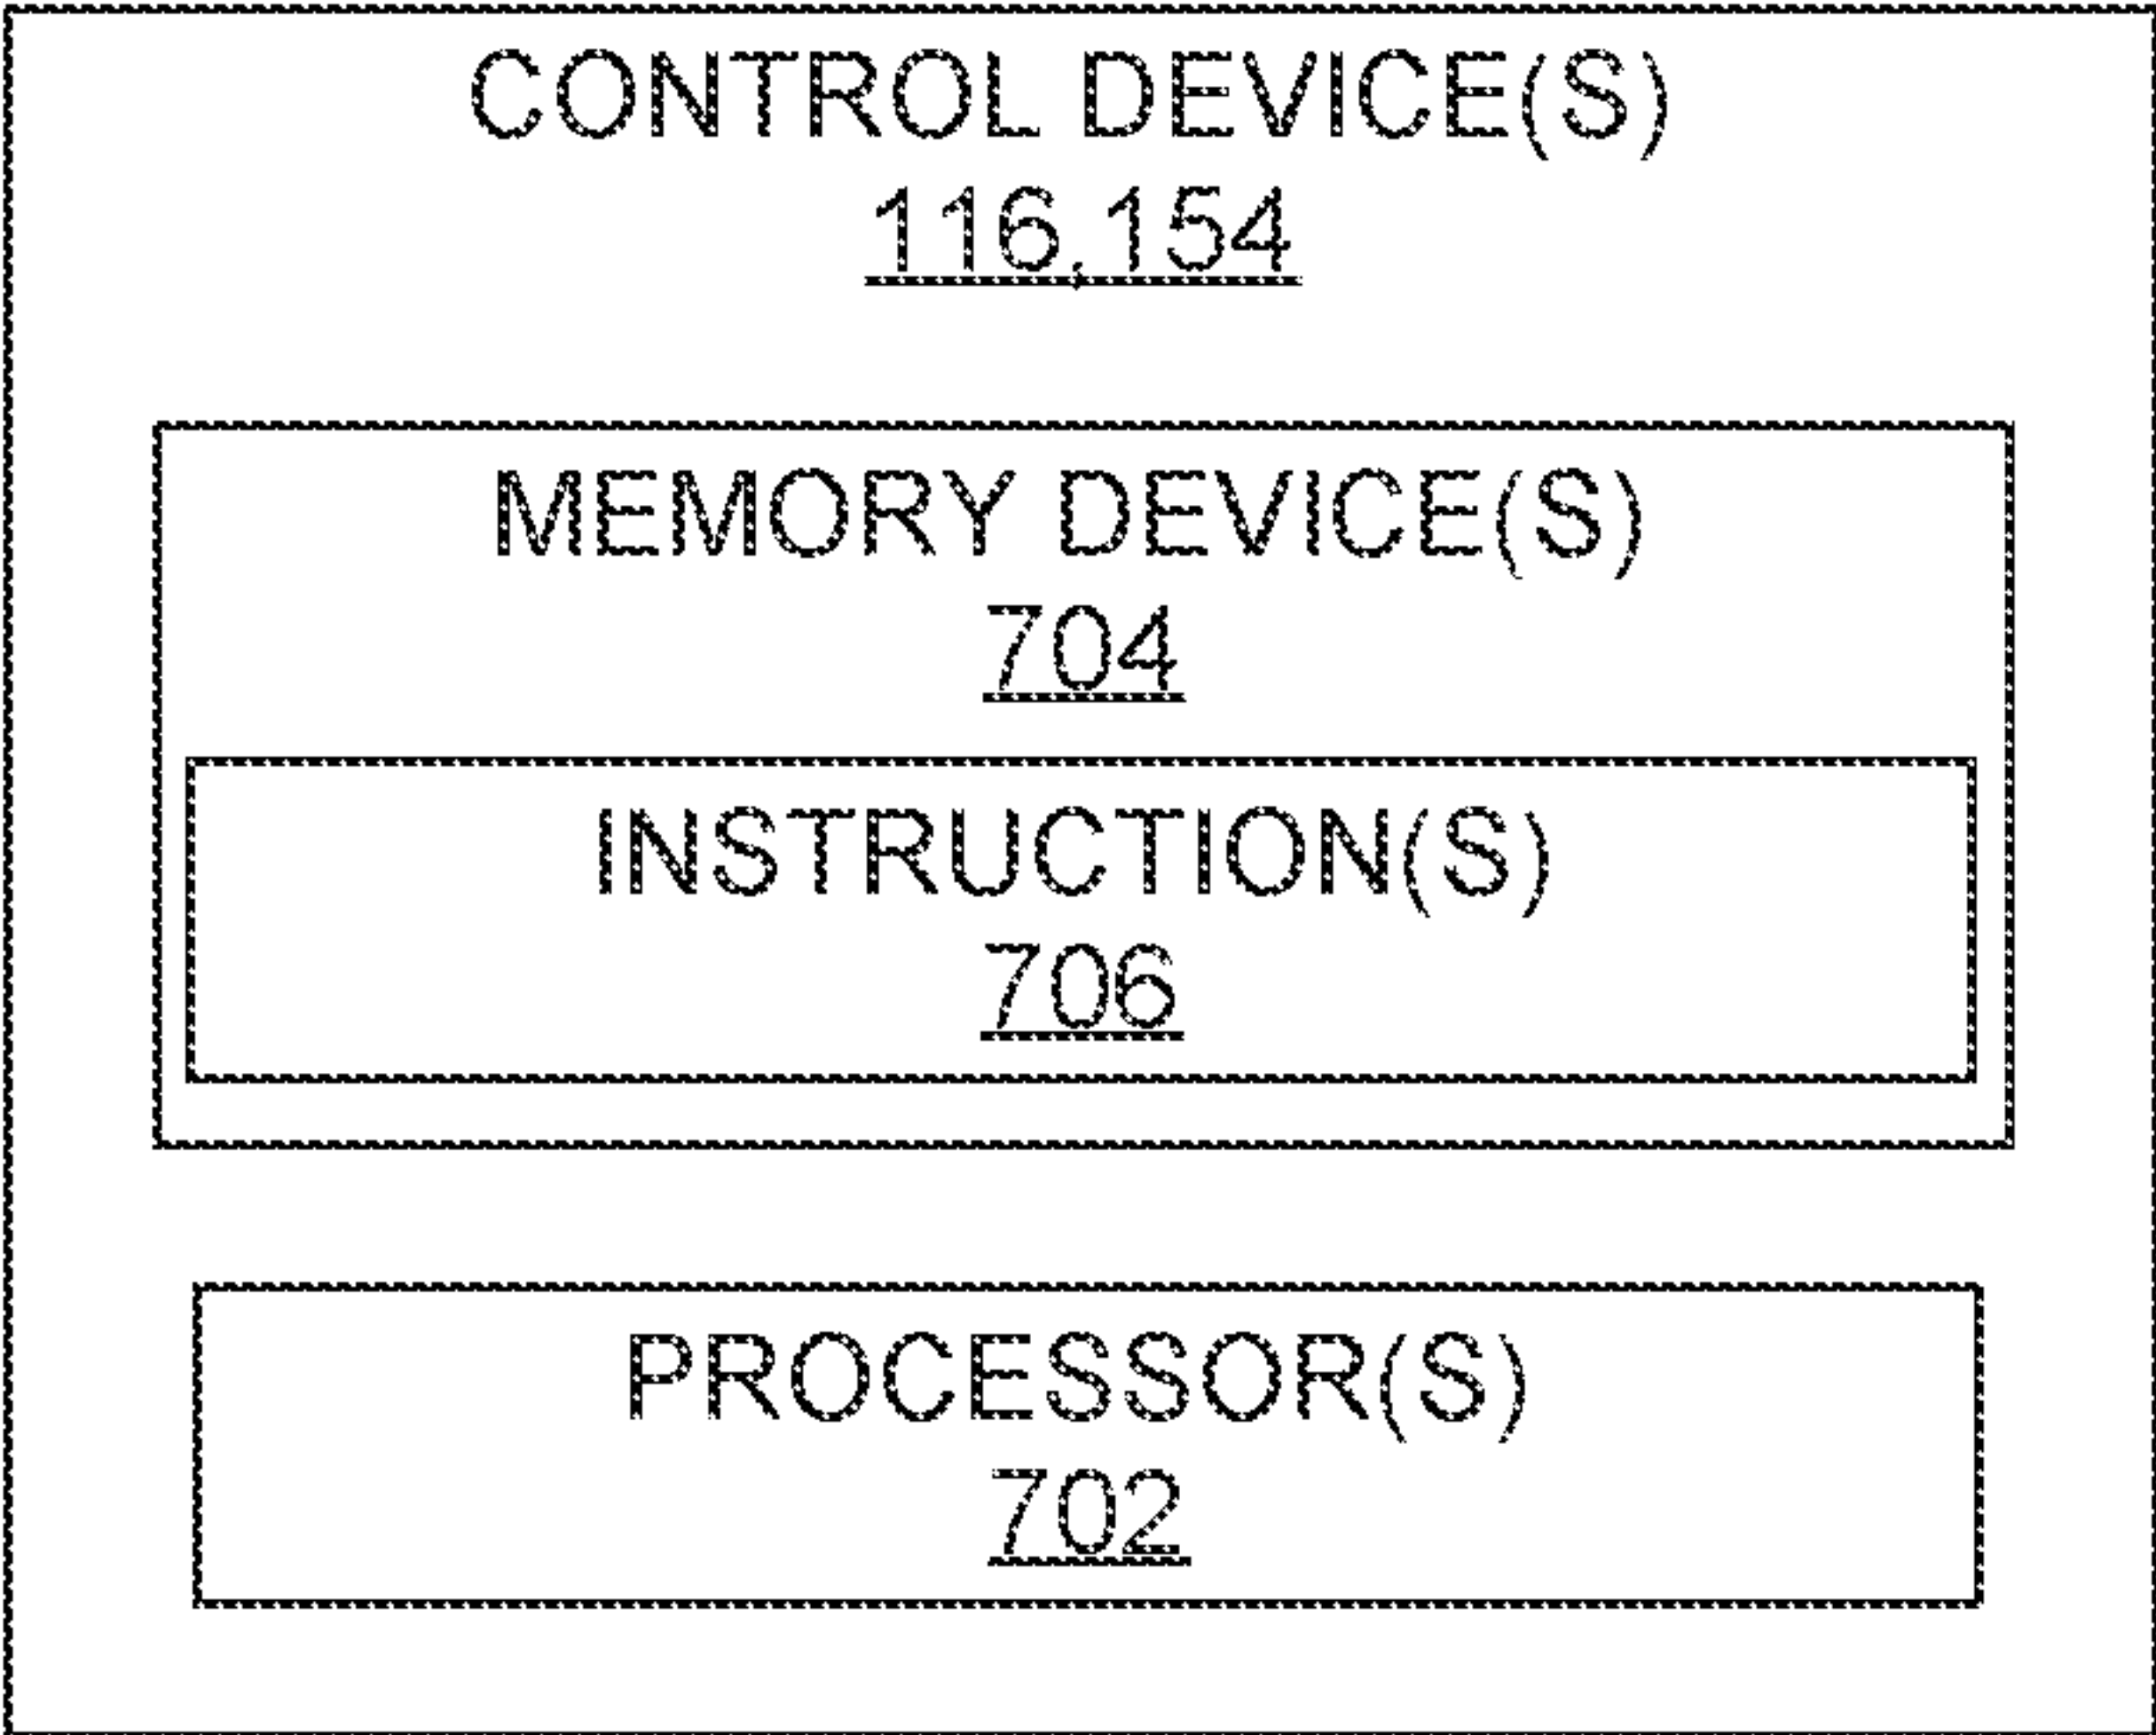 CONTROL DEVICE(S)
116,154
MEMORY DEVICE(S)
704
INSTRUCTION(S)
706
PROCESSOR(S)
702